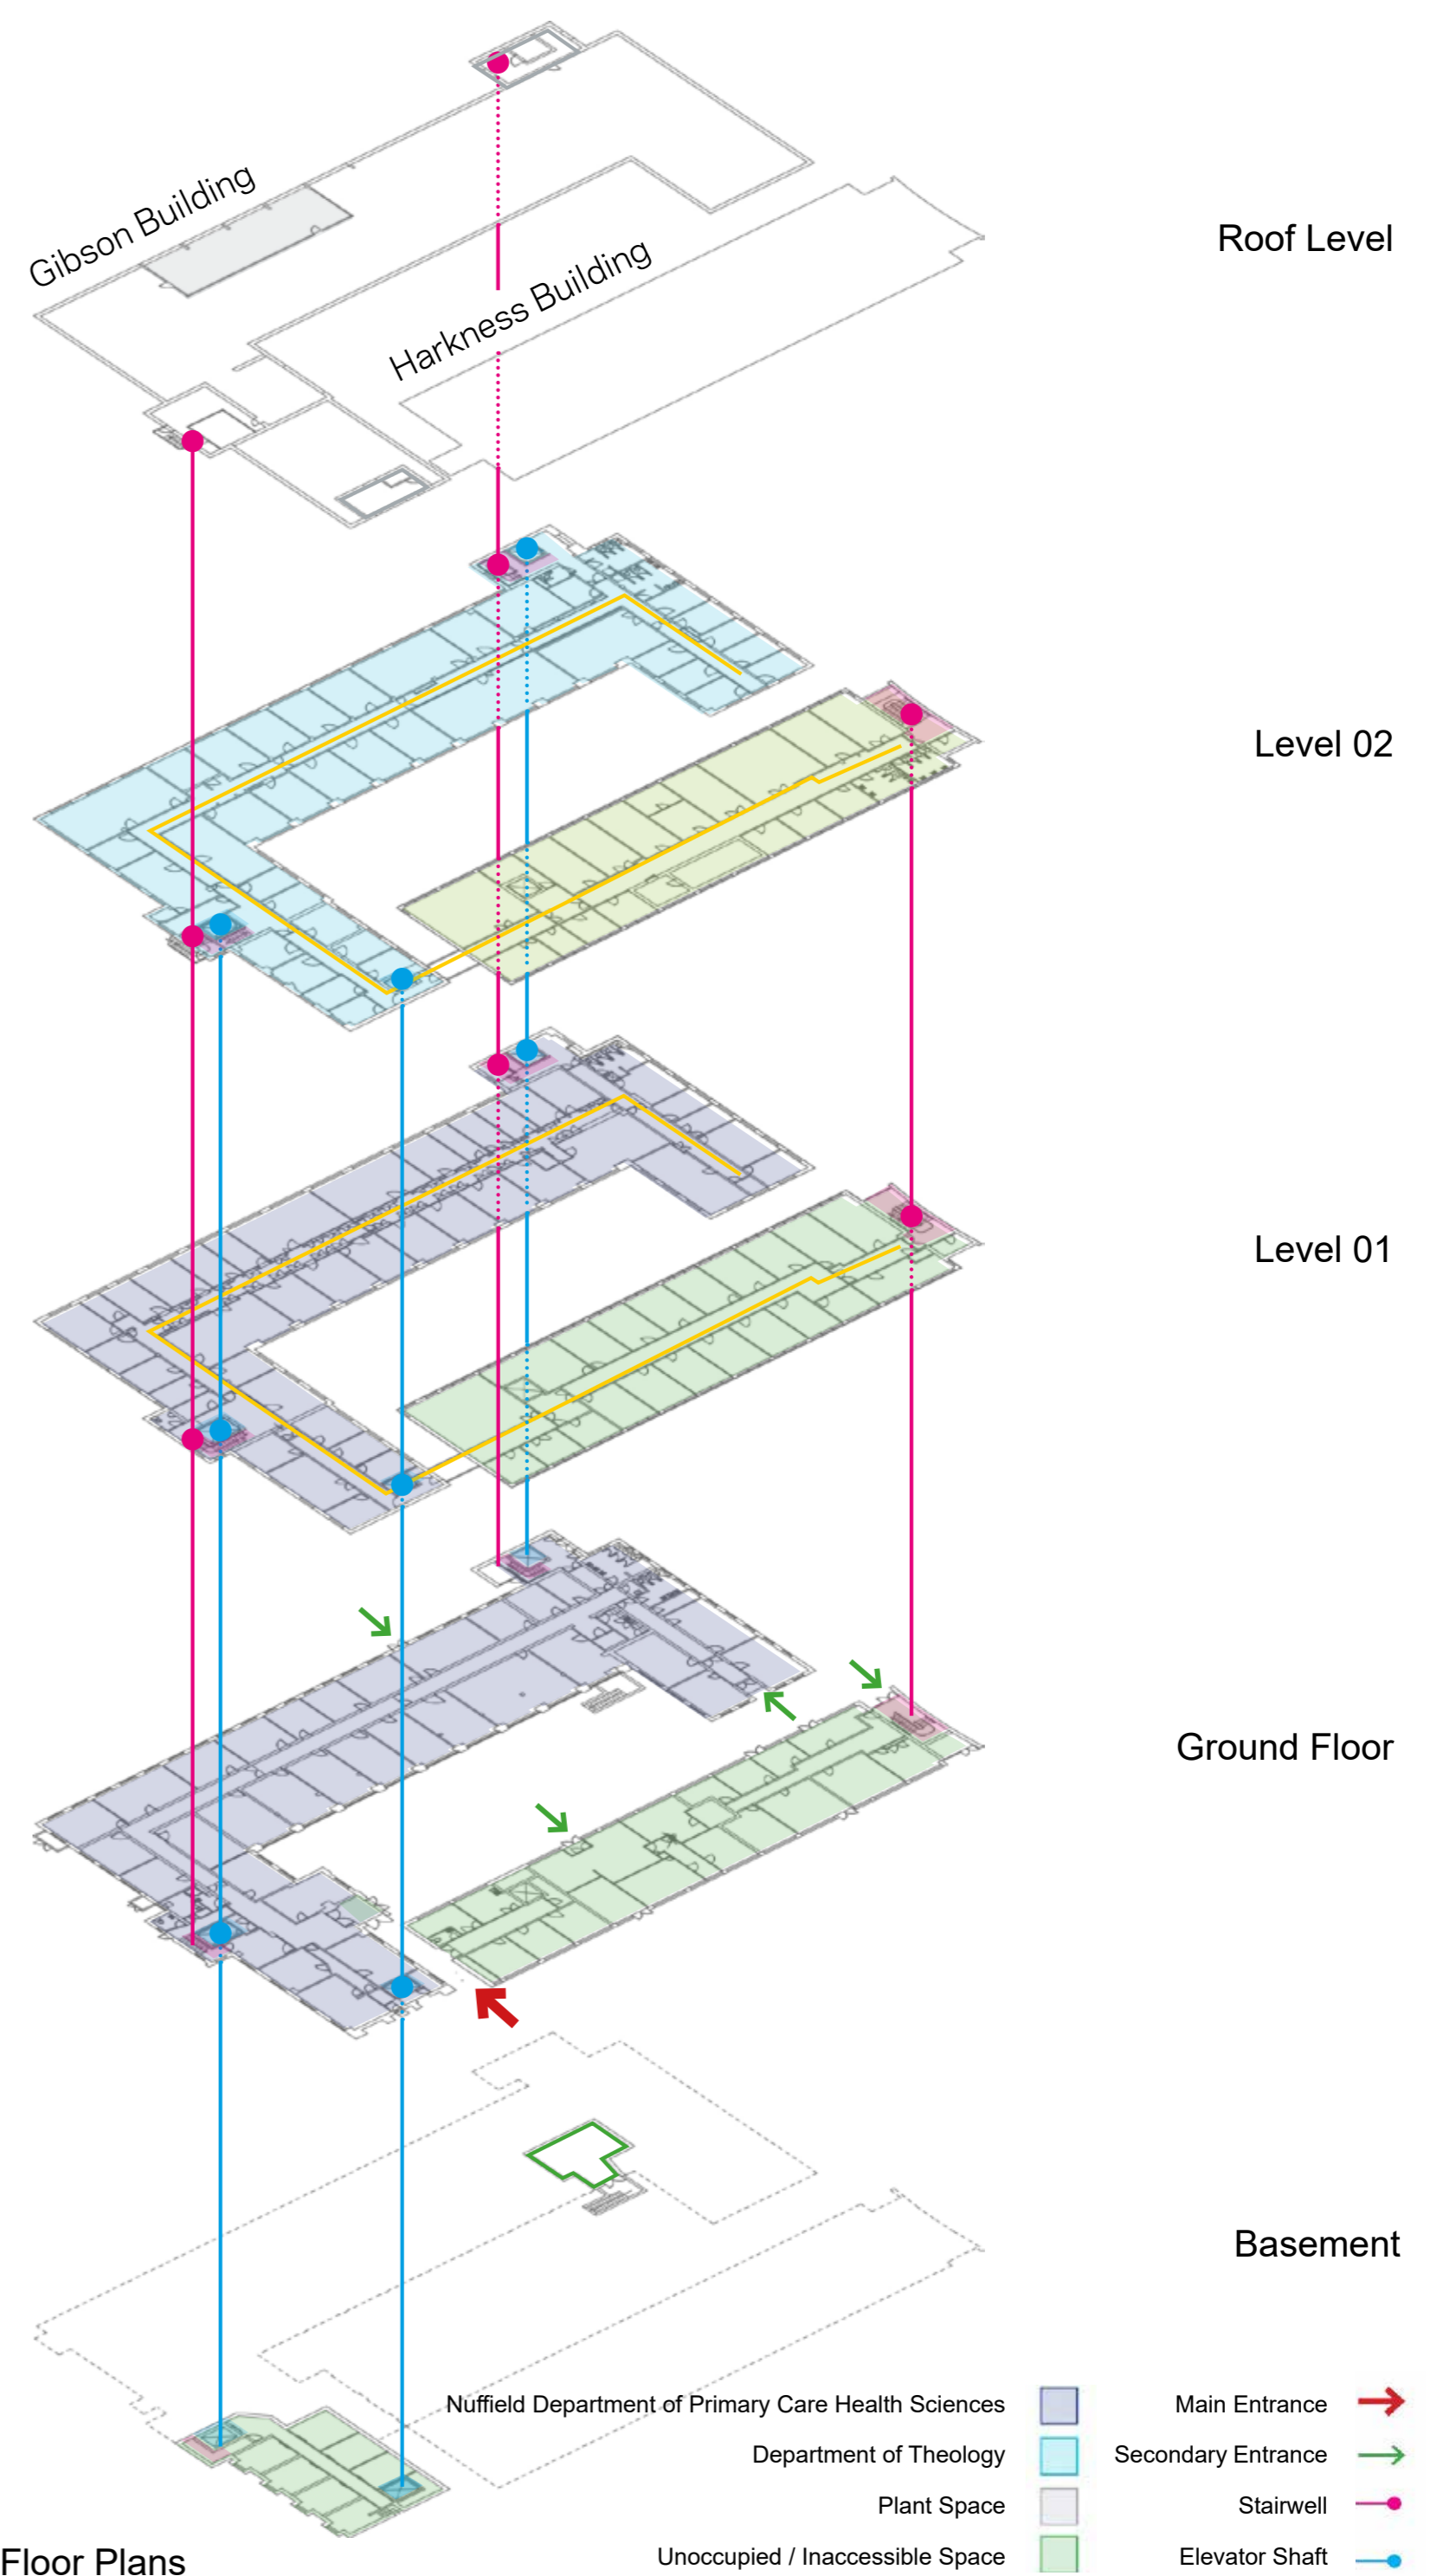 Gibson Building
Roof Level
Harkness Building
Level 02
Level 01
Ground Floor
Basement
Nuffield Department of Primary Care Health Sciences
Main Entrance
Department of Theology
Secondary Entrance
Plant Space
Stairwell
Unoccupied / Inaccessible Space
Elevator Shaft
Floor Plans